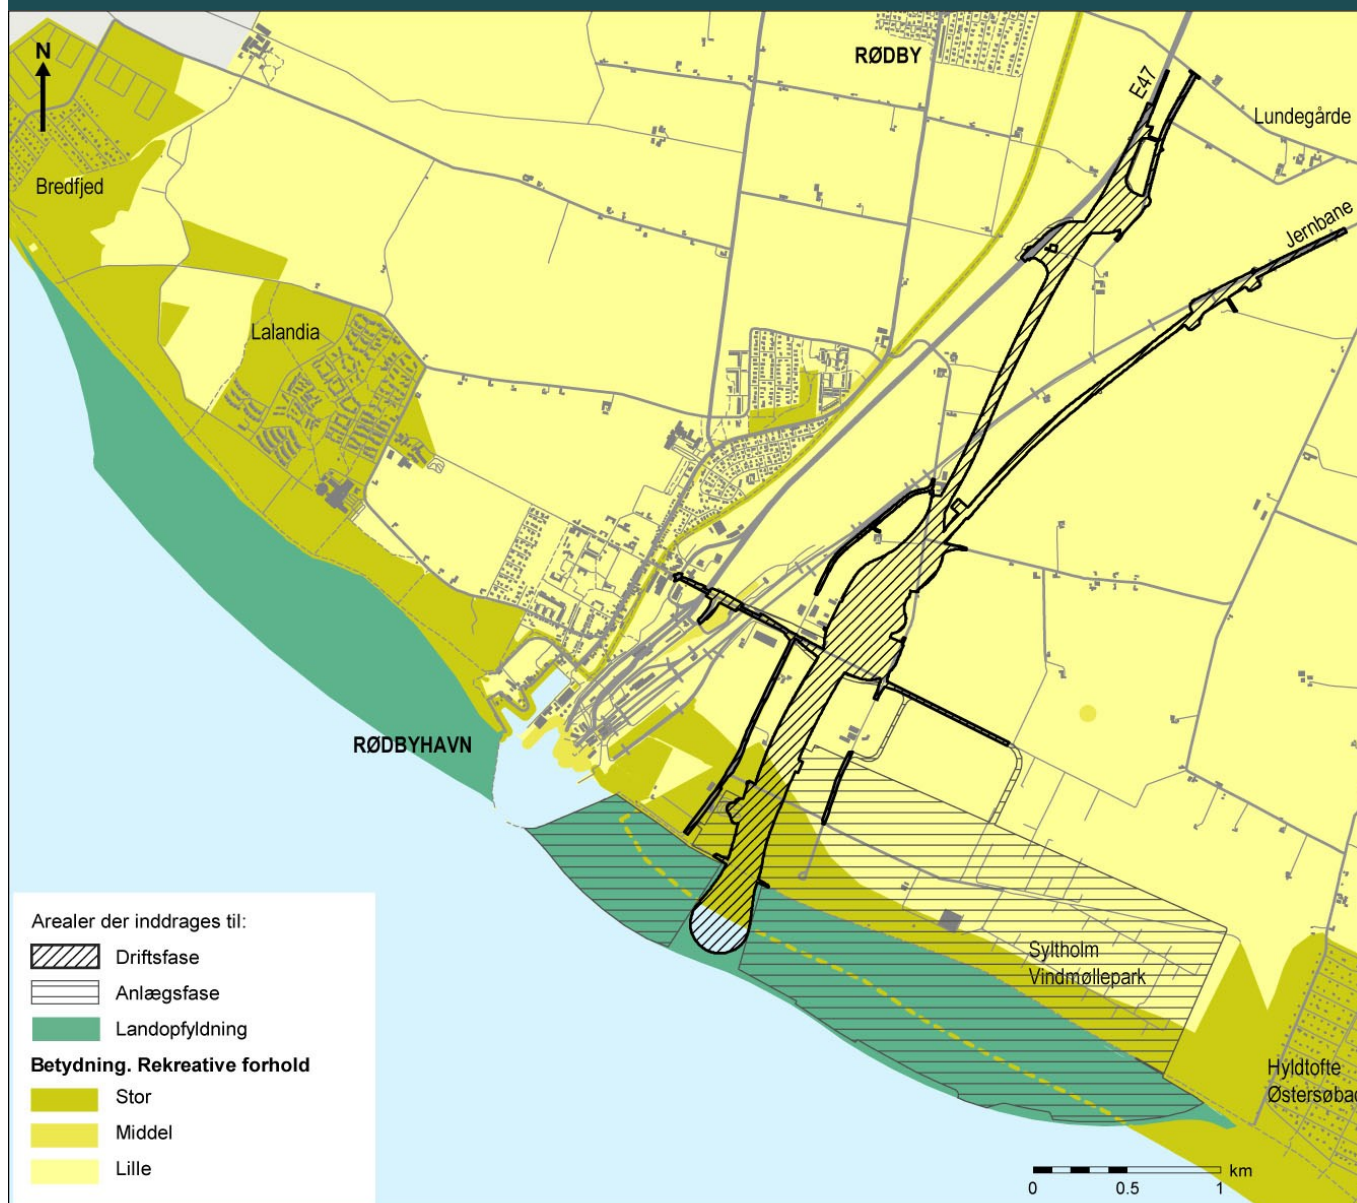 N
RØDBY
E47
Lundegårde
Bredfjed
Jernbane
Lalandia
RØDBYHAVN
Syltholm
Vindmøllepark
Hyldtofte
Østersøbad
Arealer der inddrages til:
Driftsfase
Anlægsfase
Landopfyldning
Betydning. Rekreative forhold
Stor
Middel
Lille
km
0 0.5 1